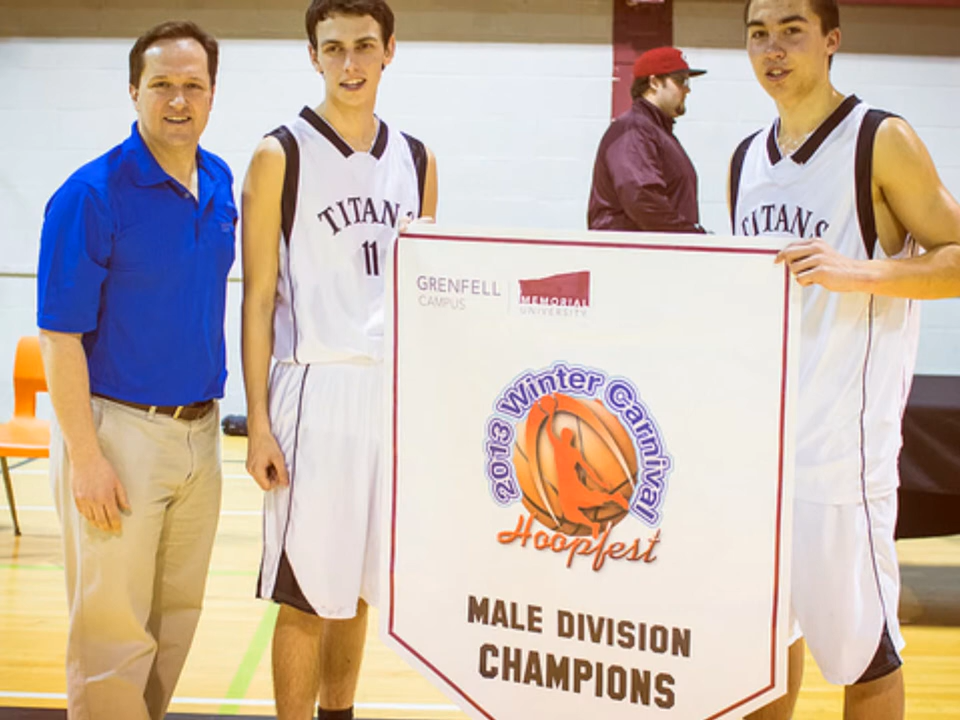 TITANS
11
TITANS
GRENFELL
CAMPUS
MEMORIAL
UNIVERSITY
2013 Winter Carnival
Hoopfest
MALE DIVISION
CHAMPIONS